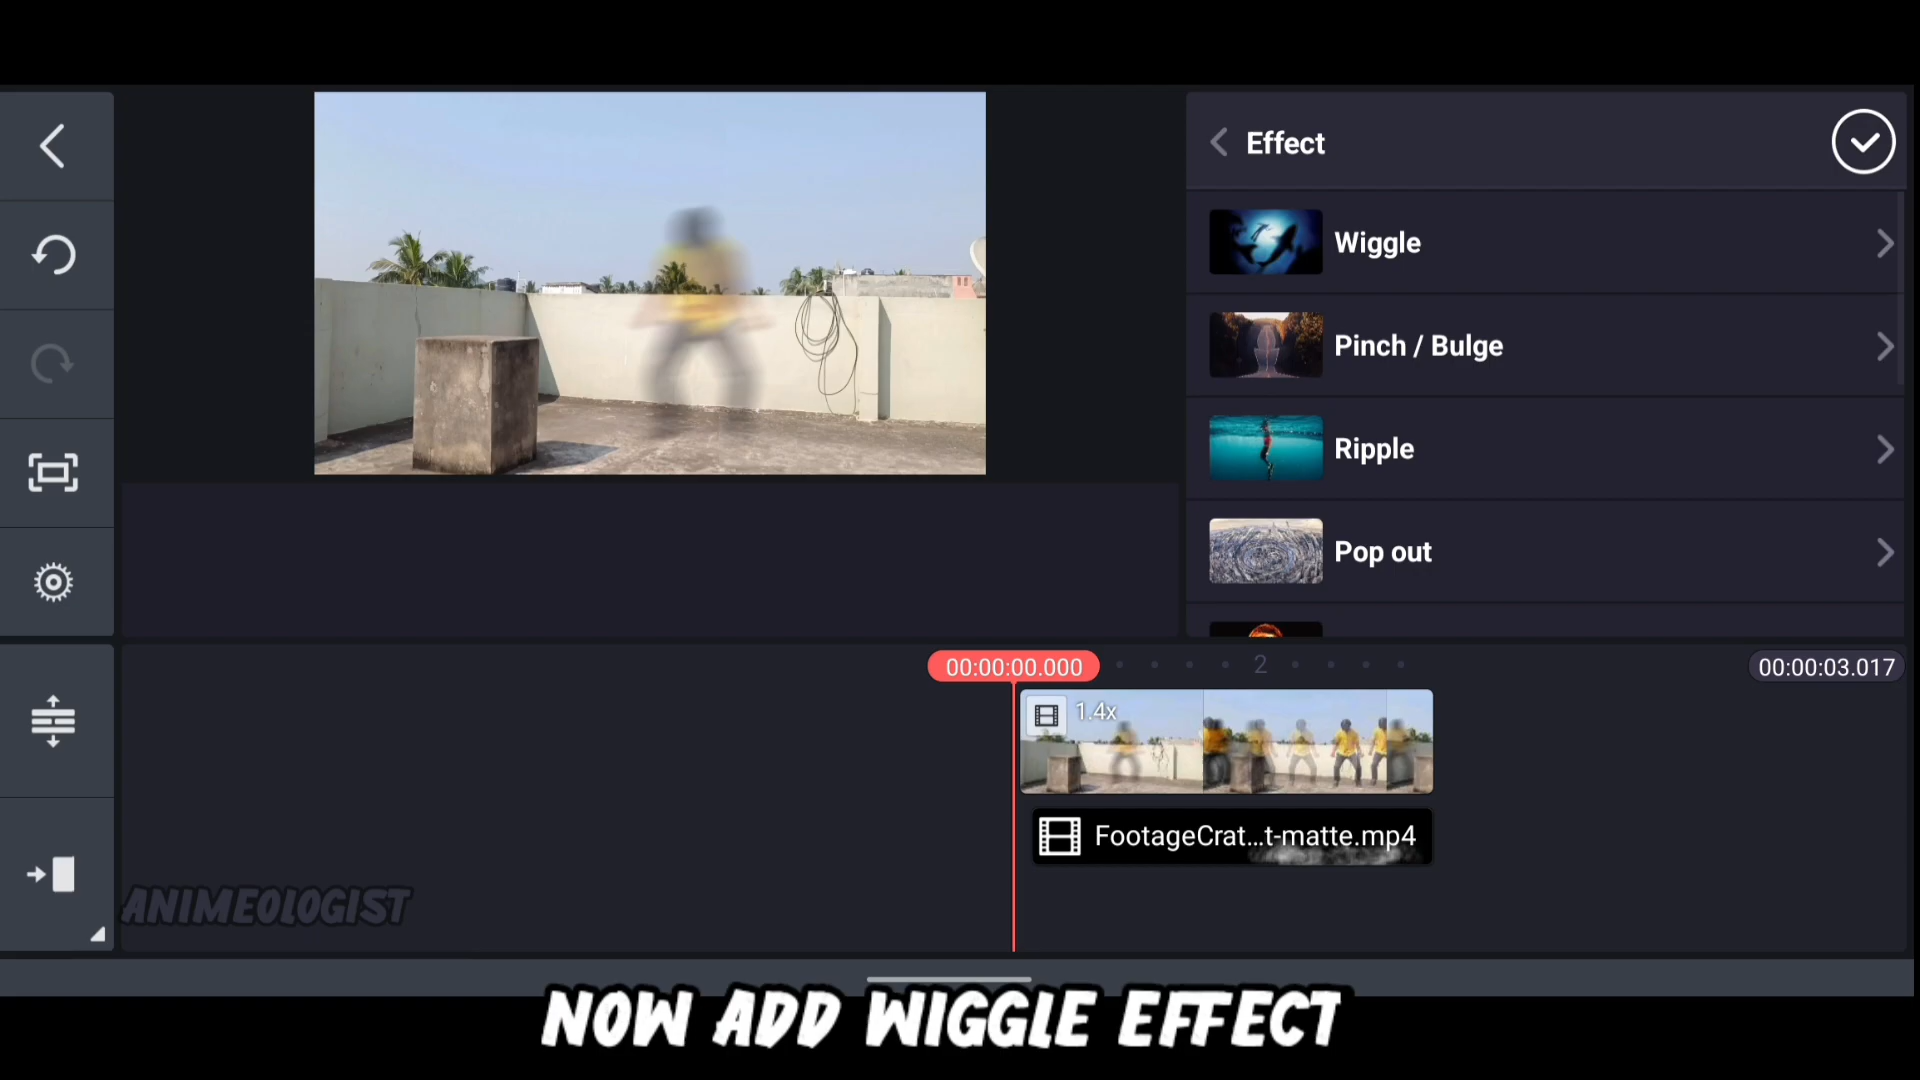 Effect
Wiggle
Pinch / Bulge
Ripple
Pop out
00:00:00.000
2
00:00:03.017
1.4x
FootageCrat...t-matte.mp4
ANIMEOLOGIST
NOW ADD WIGGLE EFFECT